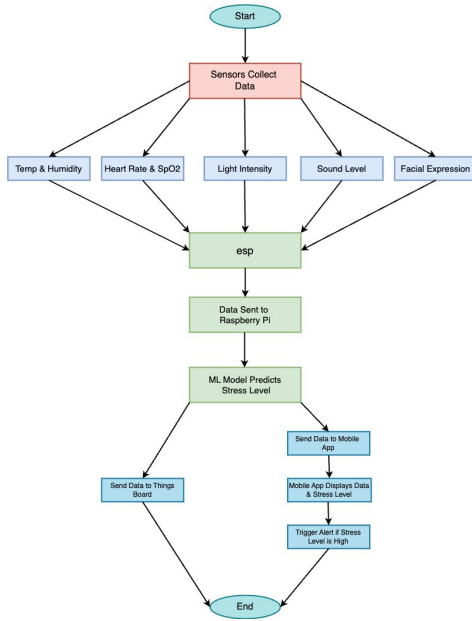 Start
Sensors Collect
Data
Temp & Humidity
Heart Rate & SpO2
Light Intensity
Sound Level
Facial Expression
esp
Data Sent to
Raspberry Pi
ML Model Predicts
Stress Level
Send Data to Mobile
App
Send Data to Things
Board
Mobile App Displays Data
& Stress Level
Trigger Alert if Stress
Level is High
End